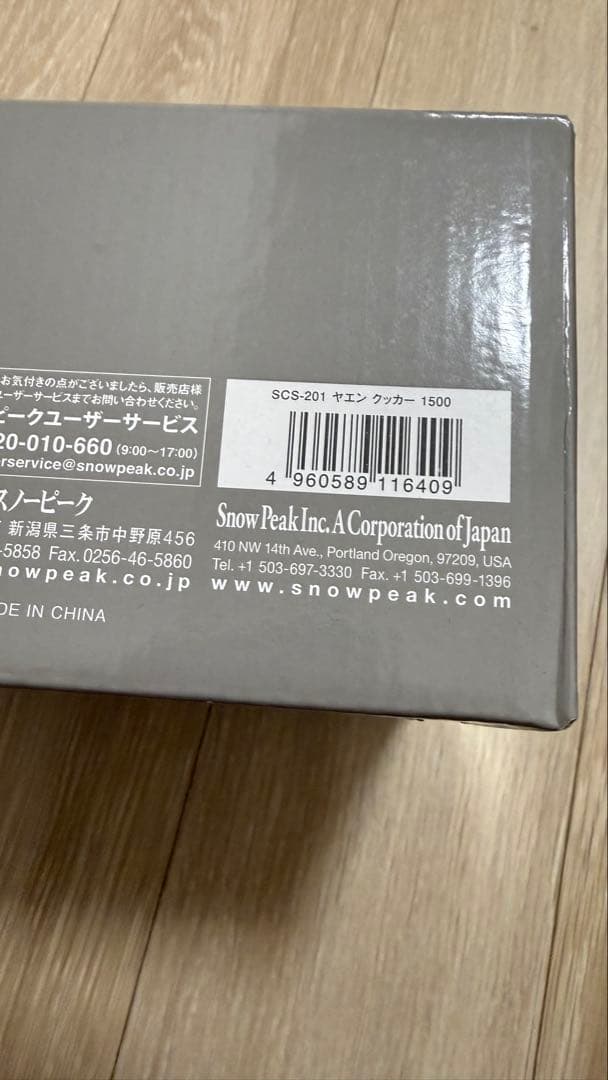 お気付きの点がございましたら、販売店様
ユーザーサービスまでお問い合わせください。
ピークユーザーサービス
20-010-660 (9:00〜17:00)
erservice@snowpeak.co.jp
スノーピーク
新潟県三条市中野原456
-5858 Fax.0256-46-5860
nowpeak.co.jp
DE IN CHINA
SCS-201 ヤエン クッカー 1500
4 960589 116409
Snow Peak Inc. A Corporation of Japan
410 NW 14th Ave., Portland Oregon, 97209, USA
Tel. +1 503-697-3330 Fax. +1 503-699-1396
www.snowpeak.com